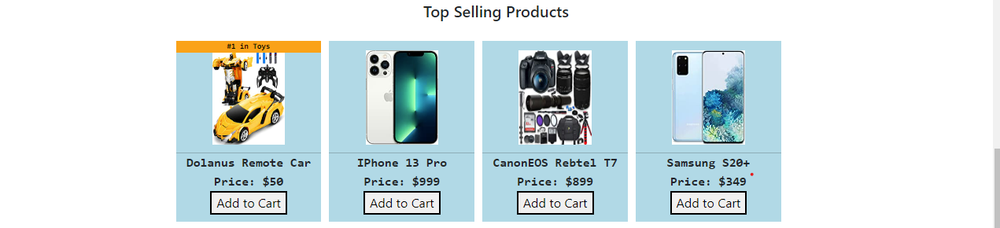 Top Selling Products
#1 in Toys
Dolanus Remote Car
Price: $50
Add to Cart
IPhone 13 Pro
Price: $999
Add to Cart
CanonEOS Rebtel T7
Price: $899
Add to Cart
Samsung S20+
Price: $349
Add to Cart